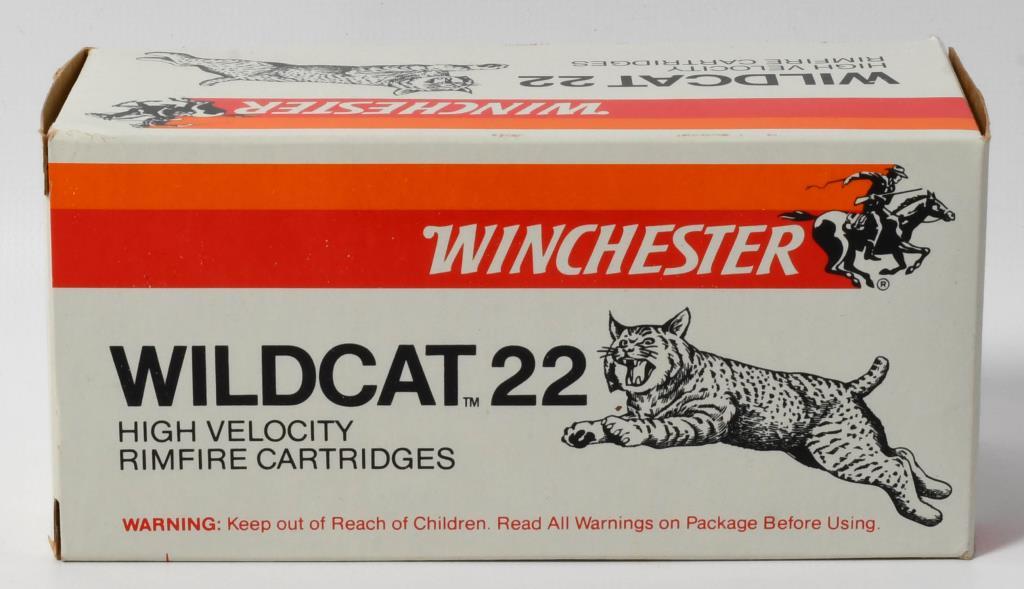 HIGH VELOCITY
RIMFIRE CARTRIDGES
WILDCAT 22
WINCHESTER
WINCHESTER
®
WILDCAT™ 22
HIGH VELOCITY
RIMFIRE CARTRIDGES
WARNING: Keep out of Reach of Children. Read All Warnings on Package Before Using.